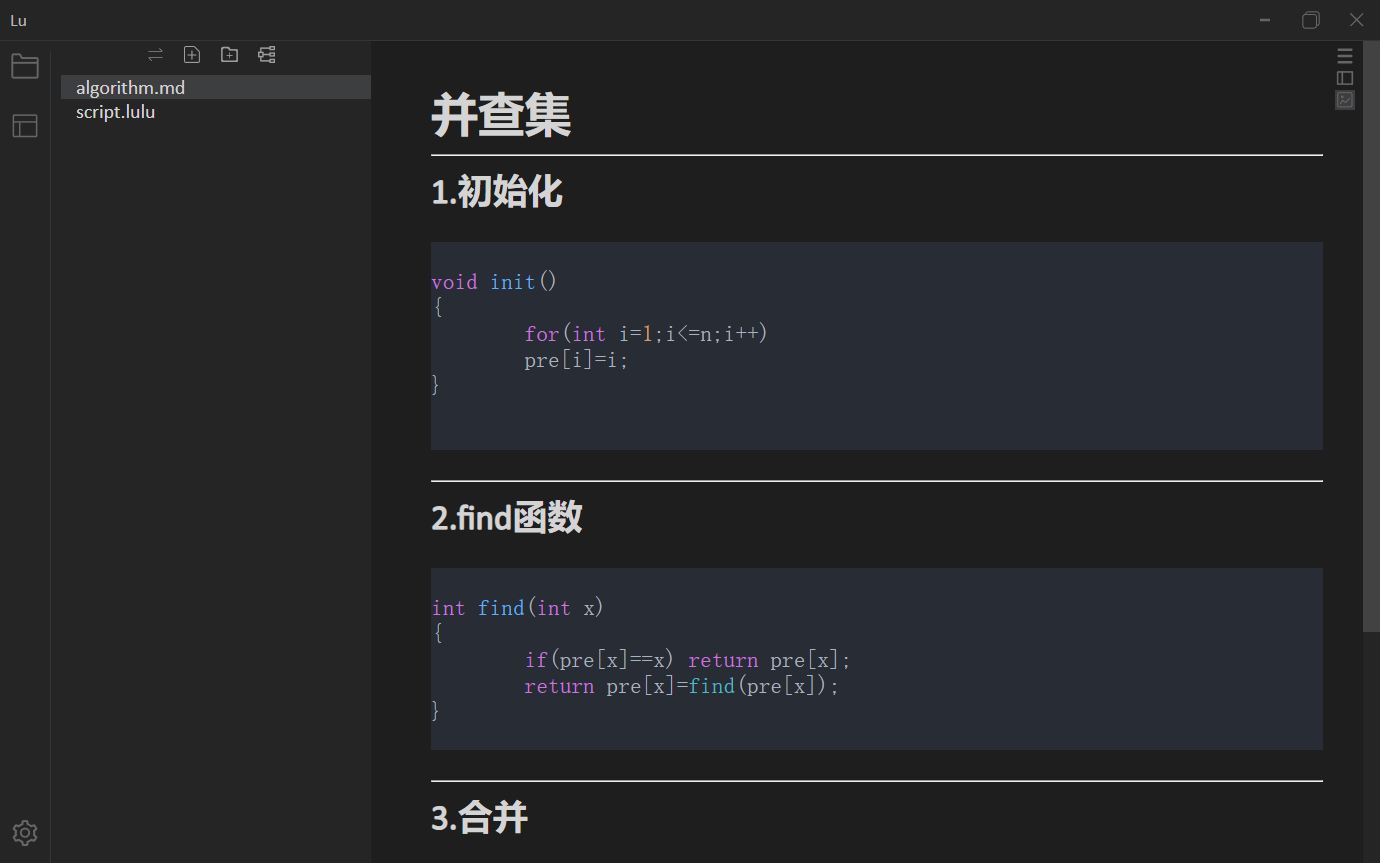 Lu
algorithm.md
script.lulu
并查集
1.初始化
void init()
{
for(int i=1;i<=n;i++)
pre[i]=i;
}
2.find函数
int find(int x)
{
if(pre[x]==x) return pre[x];
return pre[x]=find(pre[x]);
}
3.合并